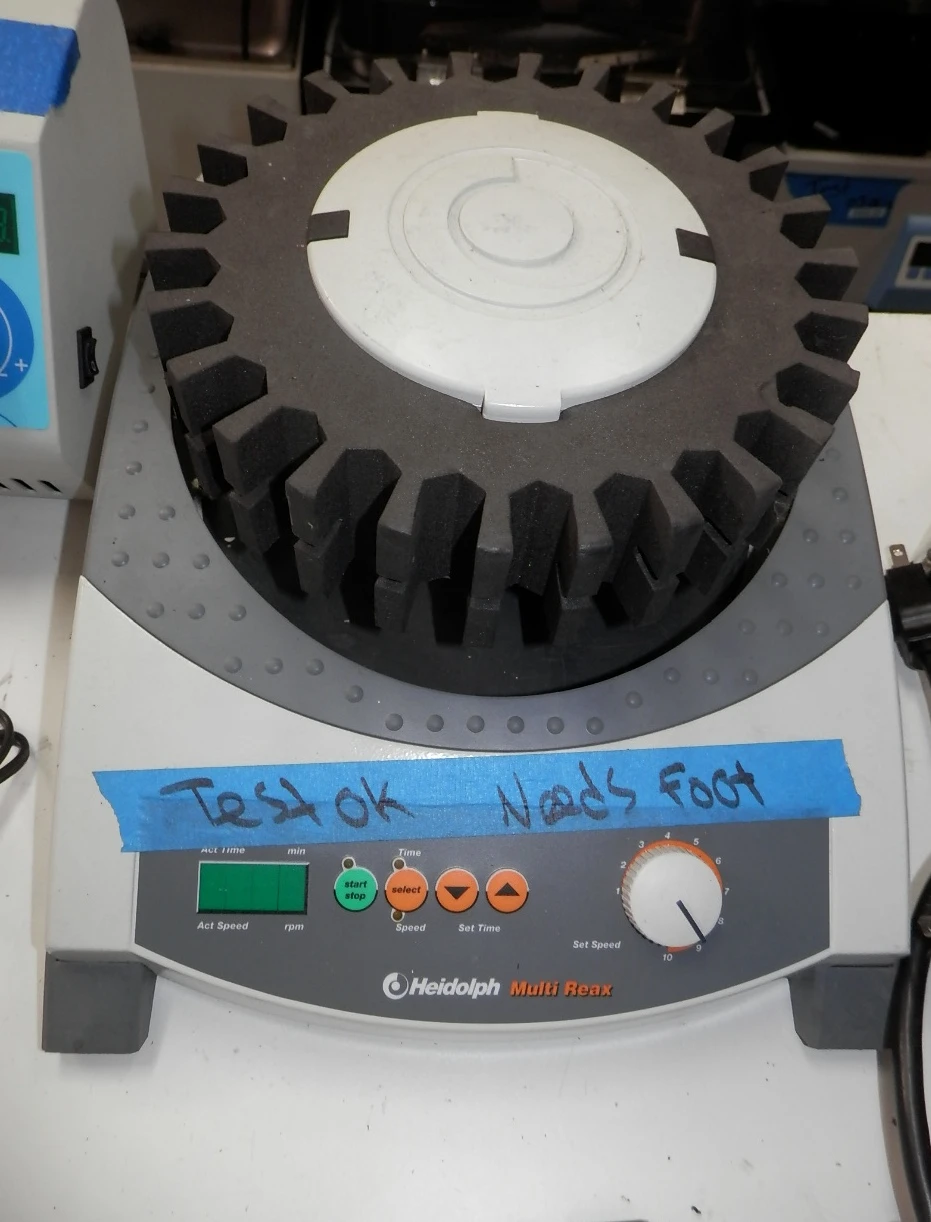 Test ok Needs Foot
Act Time min
Act Speed rpm
start
stop
Time
select
Speed
Set Time
Set Speed
1 2 3 4 5 6 7 8 9 10
Heidolph Multi Reax
+